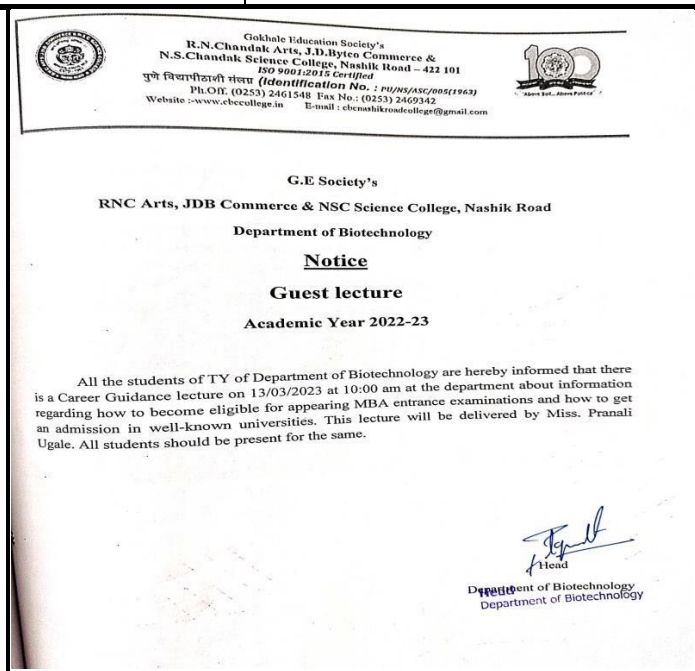 Gokhale Education Society's
R.N.Chandak Arts, J.D.Bytco Commerce &
N.S.Chandak Science College, Nashik Road – 422 101
ISO 9001:2015 Certified
पुणे विद्यापीठाशी संलग्न (Identification No. : PU/NS/ASC/005(1963)
Ph.Off. (0253) 2461548 Fax No.: (0253) 2469342
Website :-www.cbccollege.in E-mail : cbcnashikroadcollege@gmail.com
100
"Above Self... Above Politics"
G.E Society's
RNC Arts, JDB Commerce & NSC Science College, Nashik Road
Department of Biotechnology
Notice
Guest lecture
Academic Year 2022-23
All the students of TY of Department of Biotechnology are hereby informed that there
is a Career Guidance lecture on 13/03/2023 at 10:00 am at the department about information
regarding how to become eligible for appearing MBA entrance examinations and how to get
an admission in well-known universities. This lecture will be delivered by Miss. Pranali
Ugale. All students should be present for the same.
Head
Department of Biotechnology
Head
Department of Biotechnology